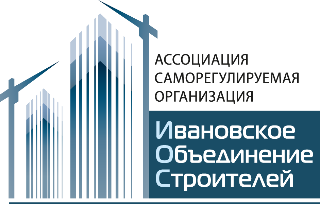 АССОЦИАЦИЯ
САМОРЕГУЛИРУЕМАЯ
ОРГАНИЗАЦИЯ
Ивановское
Объединение
Строителей